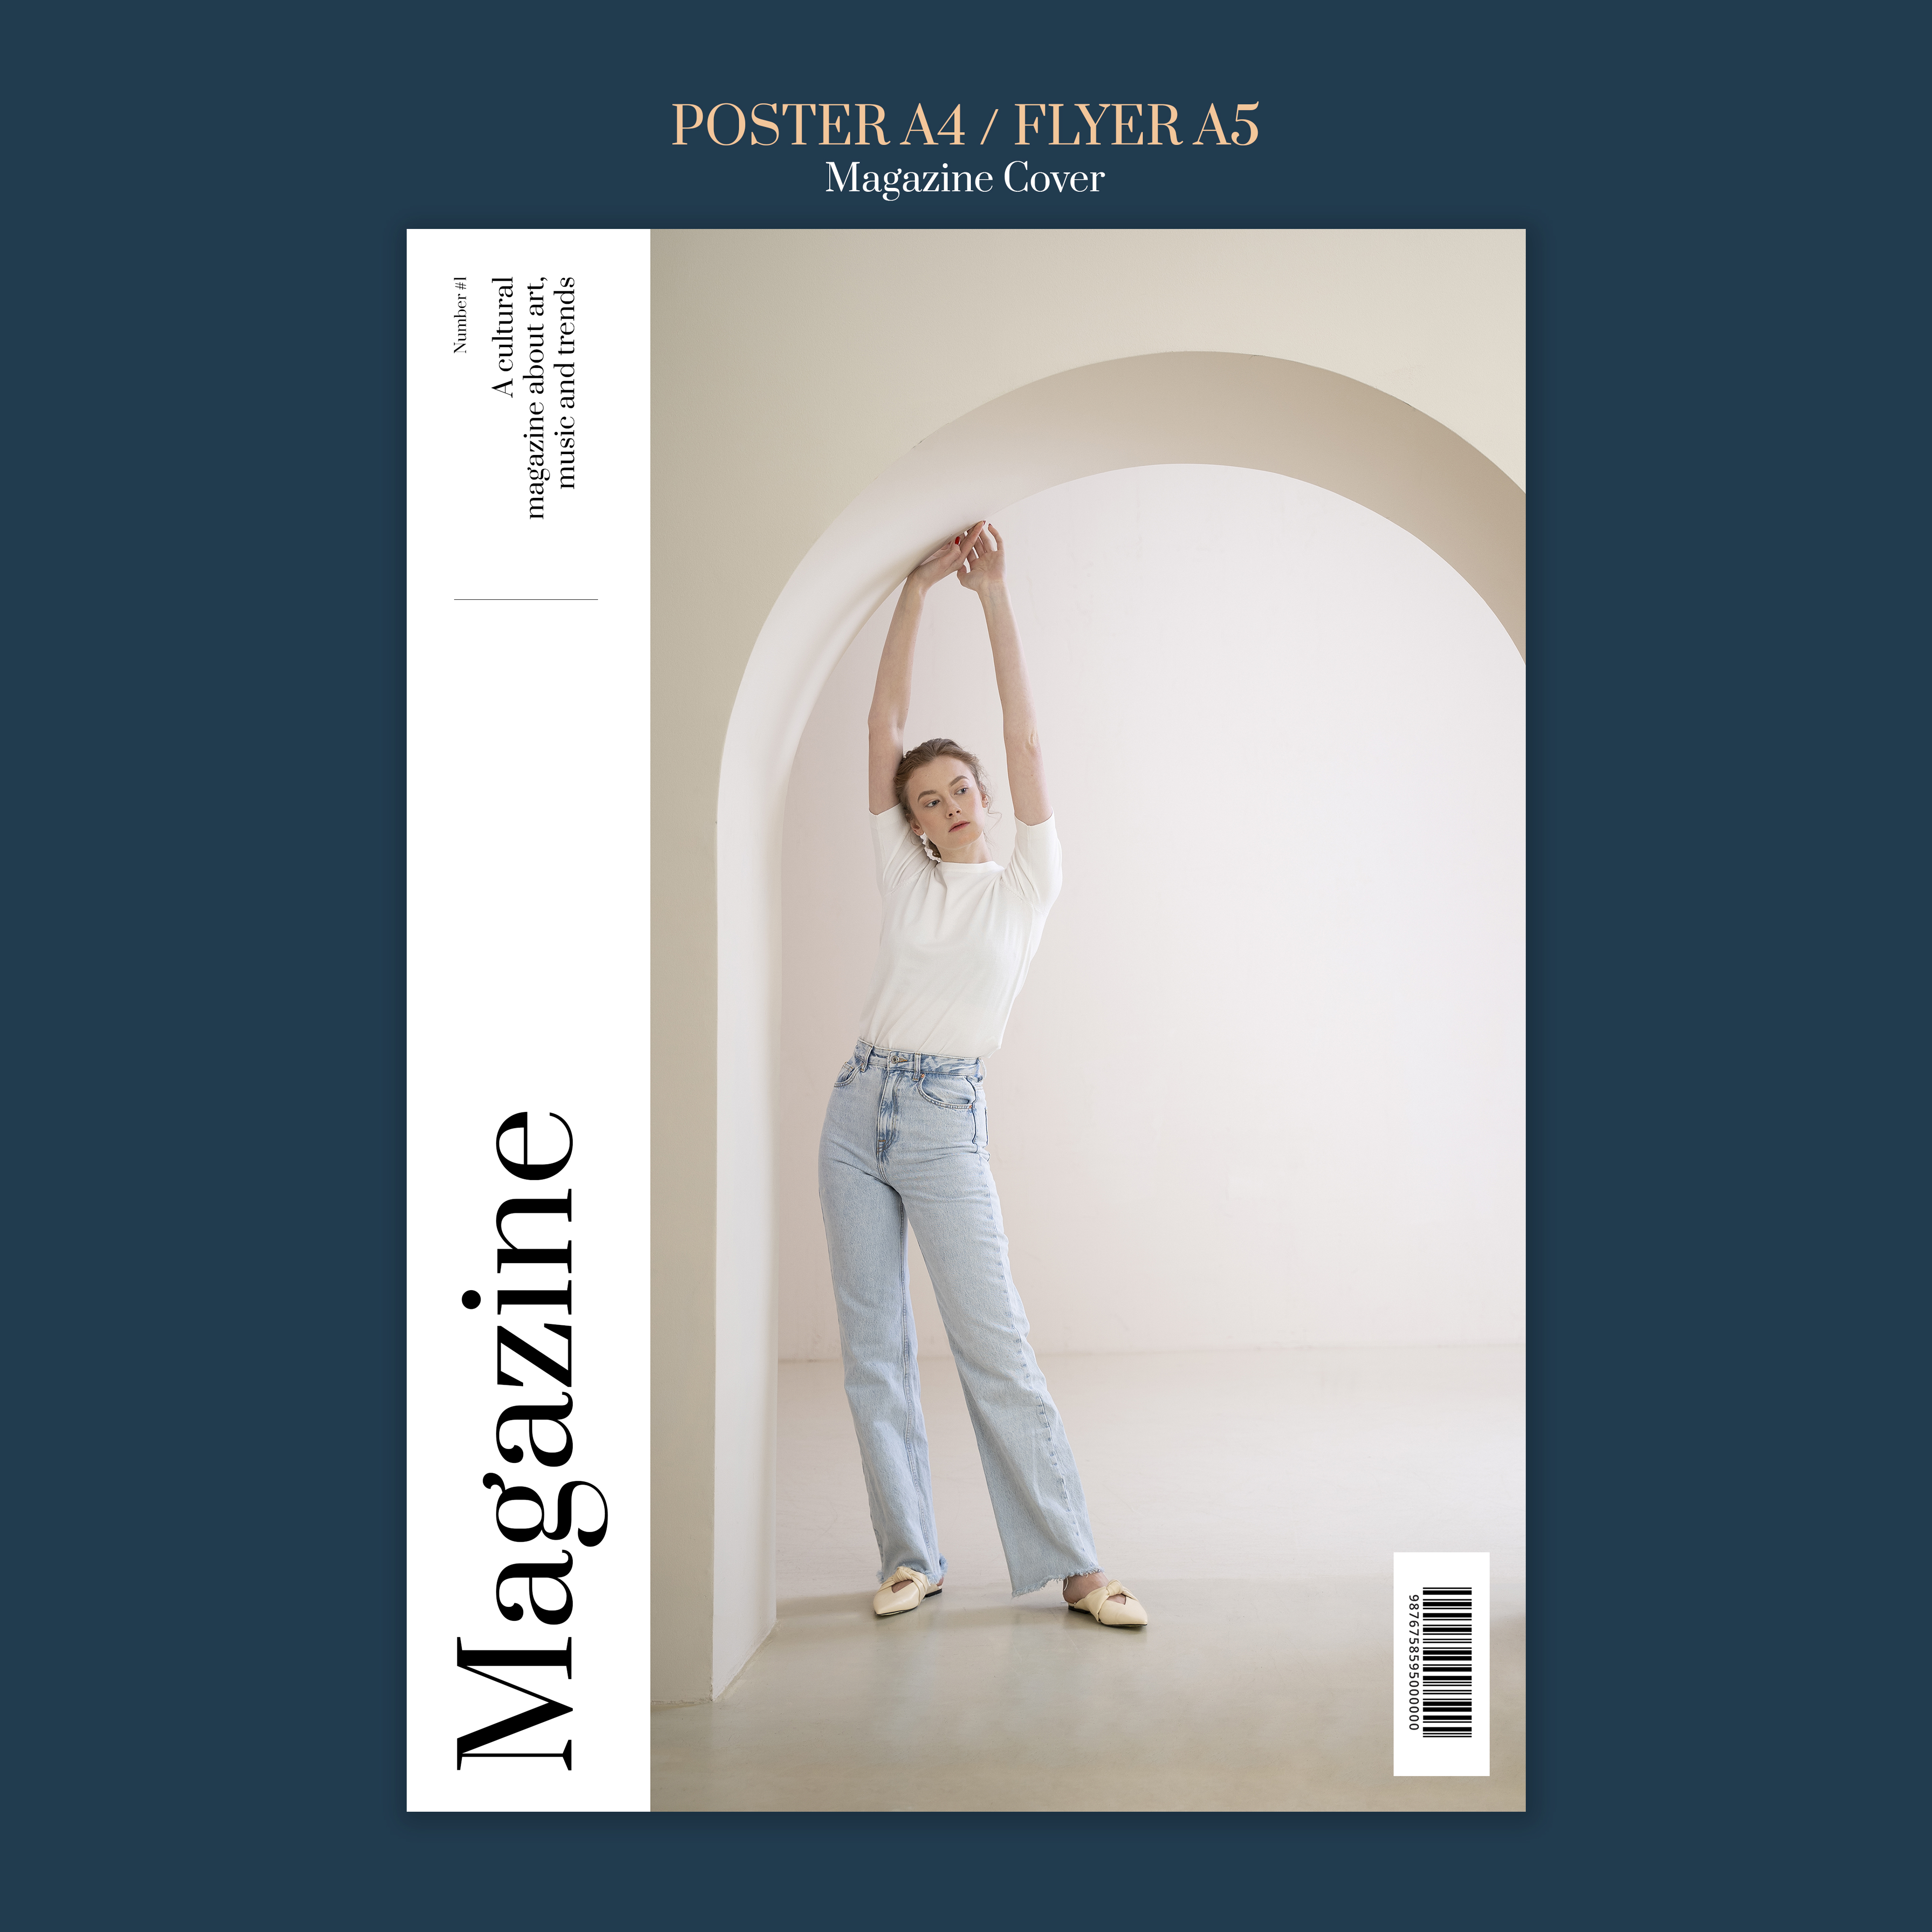 POSTER A4 / FLYER A5
Magazine Cover
Number #1
A cultural
magazine about art,
music and trends
Magazine
9876758595000000